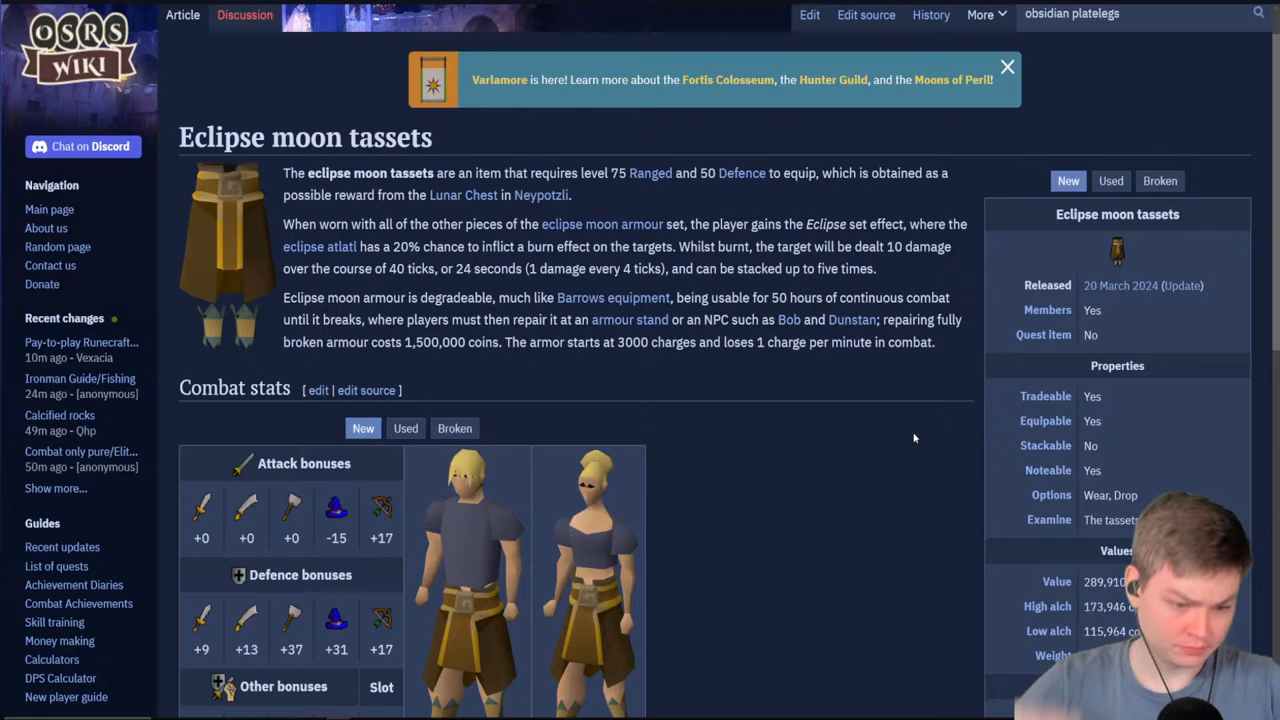 OSRS
WIKI
Article Discussion Edit Edit source History More obsidian platelegs
Varlamore is here! Learn more about the Fortis Colosseum, the Hunter Guild, and the Moons of Peril!
Chat on Discord
Navigation
Main page
About us
Random page
Contact us
Donate
Recent changes
Pay-to-play Runecraft...
10m ago - Vexacia
Ironman Guide/Fishing
24m ago - [anonymous]
Calcified rocks
49m ago - Qhp
Combat only pure/Elit...
50m ago - [anonymous]
Show more...
Guides
Recent updates
List of quests
Achievement Diaries
Combat Achievements
Skill training
Money making
Calculators
DPS Calculator
New player guide
Eclipse moon tassets
The eclipse moon tassets are an item that requires level 75 Ranged and 50 Defence to equip, which is obtained as a
possible reward from the Lunar Chest in Neypotzli.
When worn with all of the other pieces of the eclipse moon armour set, the player gains the Eclipse set effect, where the
eclipse atlatl has a 20% chance to inflict a burn effect on the targets. Whilst burnt, the target will be dealt 10 damage
over the course of 40 ticks, or 24 seconds (1 damage every 4 ticks), and can be stacked up to five times.
Eclipse moon armour is degradeable, much like Barrows equipment, being usable for 50 hours of continuous combat
until it breaks, where players must then repair it at an armour stand or an NPC such as Bob and Dunstan; repairing fully
broken armour costs 1,500,000 coins. The armor starts at 3000 charges and loses 1 charge per minute in combat.
Combat stats [ edit | edit source ]
New Used Broken
Attack bonuses
+0 +0 +0 -15 +17
Defence bonuses
+9 +13 +37 +31 +17
Other bonuses Slot
New Used Broken
Eclipse moon tassets
Released 20 March 2024 (Update)
Members Yes
Quest item No
Properties
Tradeable Yes
Equipable Yes
Stackable No
Noteable Yes
Options Wear, Drop
Examine The tassets
Values
Value 289,910
High alch 173,946
Low alch 115,964
Weight